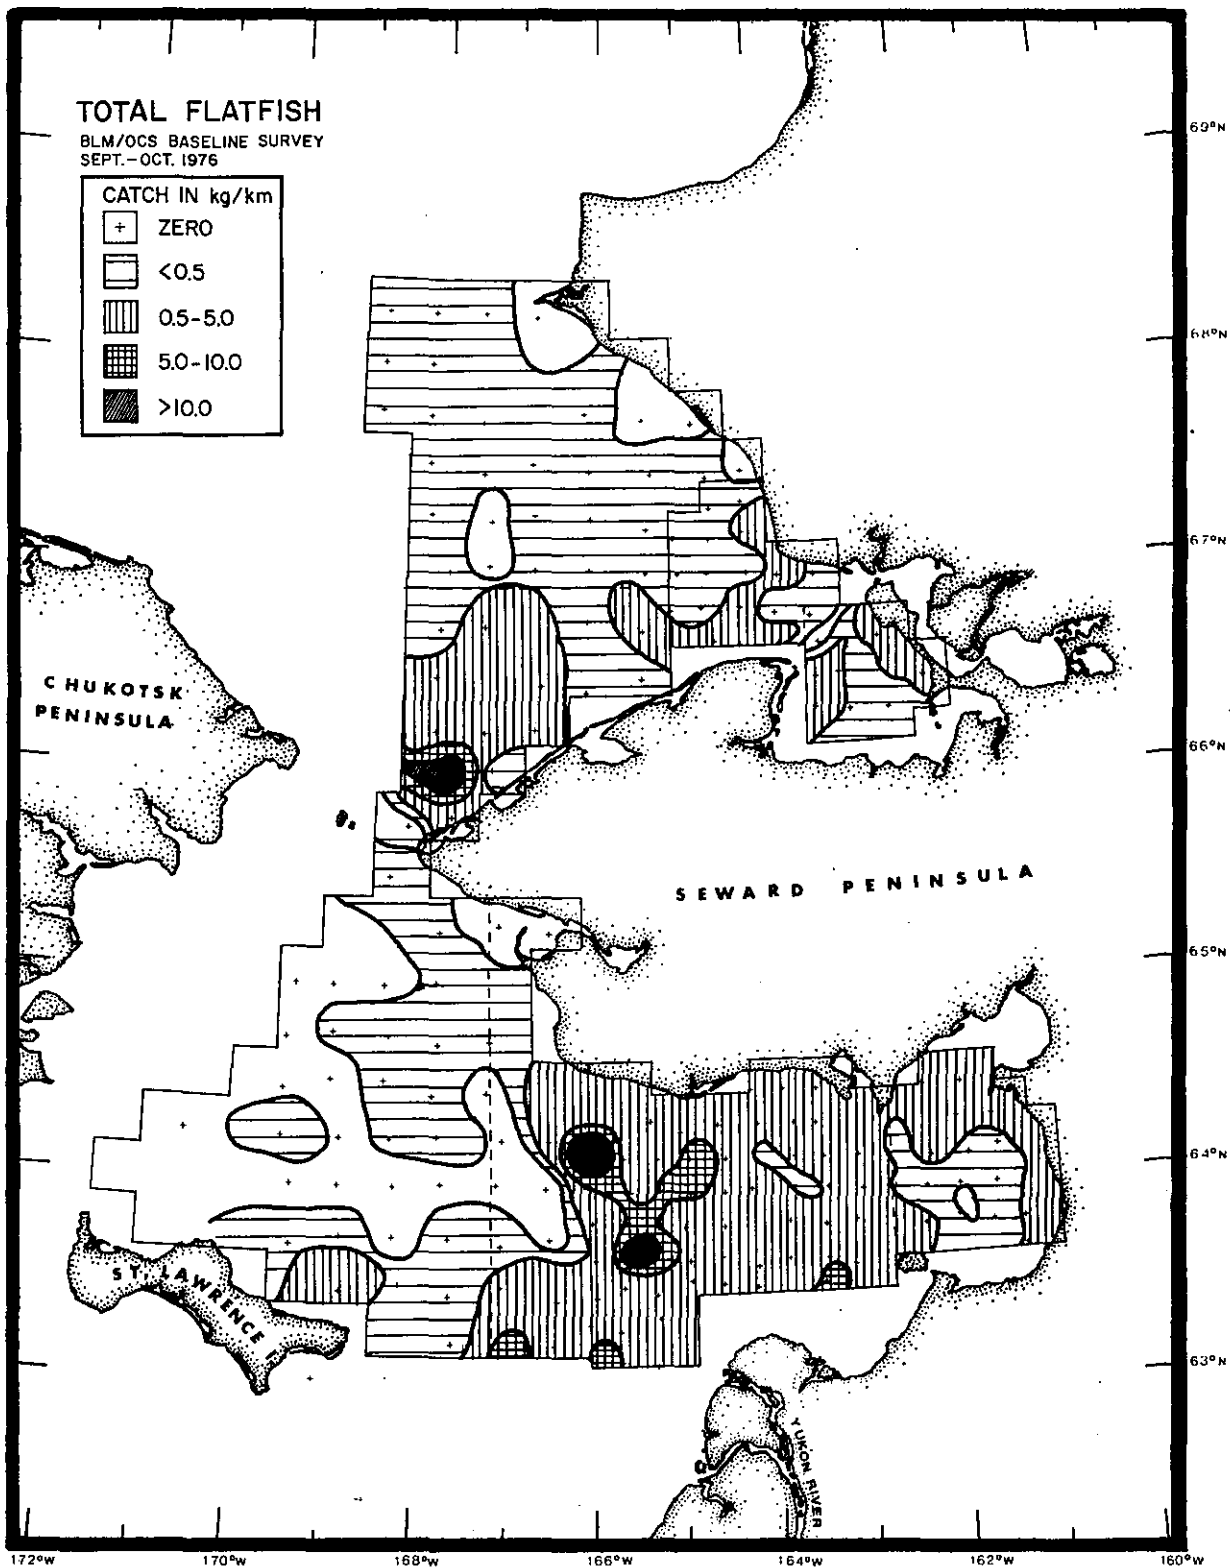 TOTAL FLATFISH
BLM/OCS BASELINE SURVEY
SEPT.-OCT. 1976
CATCH IN kg/km
+ ZERO
<0.5
0.5-5.0
5.0-10.0
>10.0
69°N
68°N
67°N
CHUKOTSK
PENINSULA
66°N
SEWARD PENINSULA
65°N
64°N
ST. LAWRENCE I.
63°N
YUKON RIVER
172°W 170°W 168°W 166°W 164°W 162°W 160°W